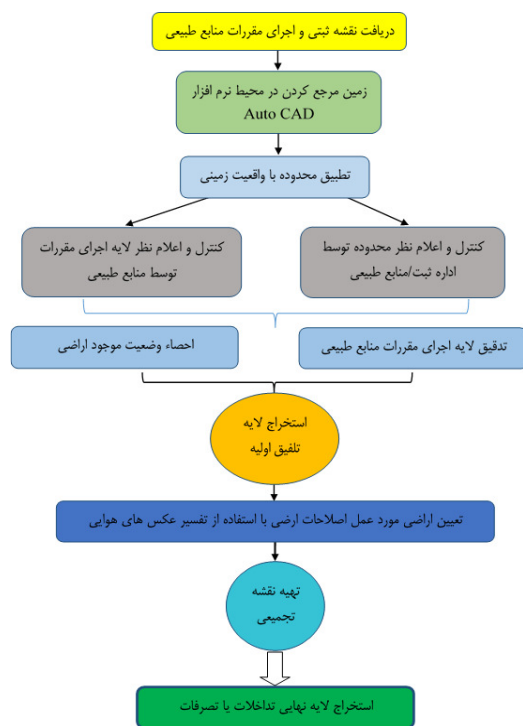 دریافت نقشه ثبتی و اجرای مقررات منابع طبیعی
زمین مرجع کردن در محیط نرم افزار
Auto CAD
تطبیق محدوده با واقعیت زمینی
کنترل و اعلام نظر محدوده توسط
اداره ثبت/منابع طبیعی
کنترل و اعلام نظر لایه اجرای مقررات
توسط منابع طبیعی
تدقیق لایه اجرای مقررات منابع طبیعی
احصاء وضعیت موجود اراضی
استخراج لایه
تلفیق اولیه
تعیین اراضی مورد عمل اصلاحات ارضی با استفاده از تفسیر عکس های هوایی
تهیه نقشه
تجمیعی
استخراج لایه نهایی تداخلات یا تصرفات